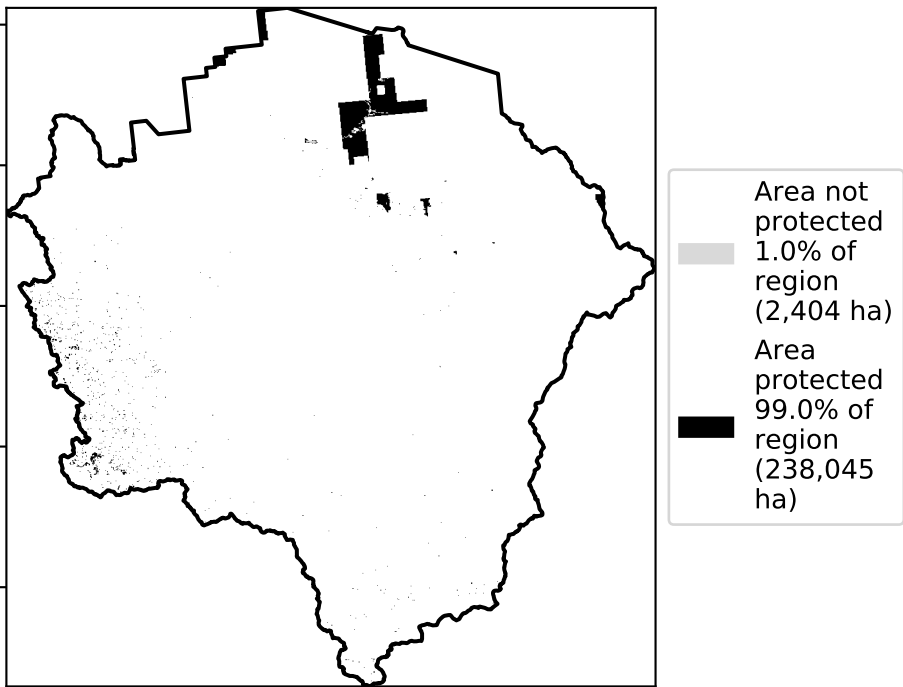 Area not
protected
1.0% of
region
(2,404 ha)
Area
protected
99.0% of
region
(238,045
ha)